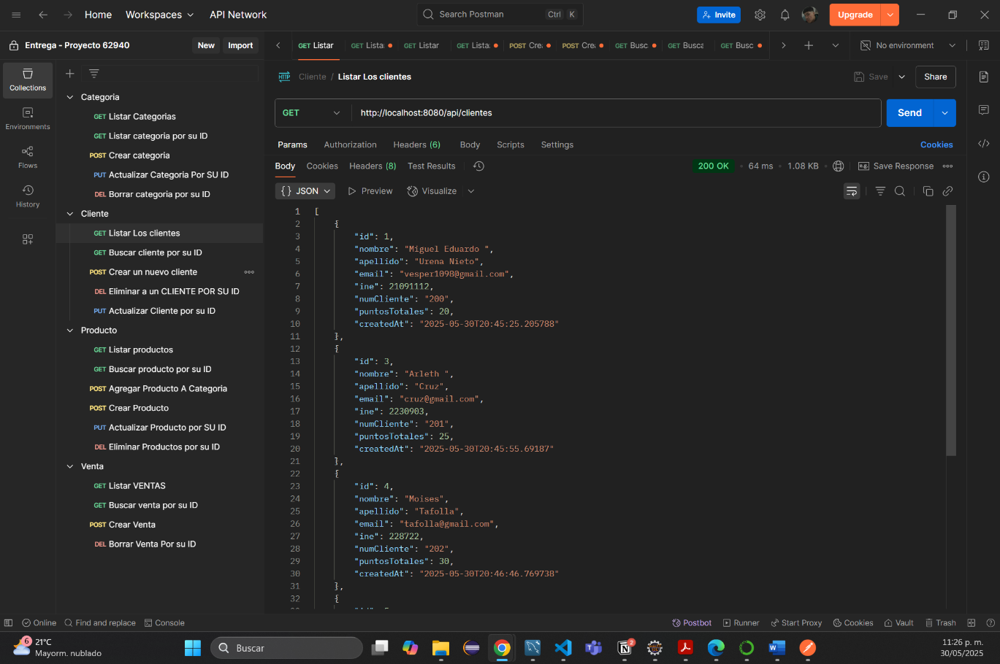 Home Workspaces API Network Search Postman Ctrl K Invite Upgrade
Entrega - Proyecto 62940 New Import GET Listar GET Lista GET Listar GET Lista POST Crea POST Crea GET Busc GET Busca GET Busc No environment
Collections
Environments
Flows
History
Categoria
GET Listar Categorias
GET Listar categoria por su ID
POST Crear categoria
PUT Actualizar Categoria Por SU ID
DEL Borrar categoria por su ID
Cliente
GET Listar Los clientes
GET Buscar cliente por su ID
POST Crear un nuevo cliente
DEL Eliminar a un CLIENTE POR SU ID
PUT Actualizar Cliente por su ID
Producto
GET Listar productos
GET Buscar producto por su ID
POST Agregar Producto A Categoria
POST Crear Producto
PUT Actualizar Producto por SU ID
DEL Eliminar Productos por su ID
Venta
GET Listar VENTAS
GET Buscar venta por su ID
POST Crear Venta
DEL Borrar Venta Por su ID
HTTP Cliente / Listar Los clientes Save Share
GET http://localhost:8080/api/clientes Send
Params Authorization Headers (6) Body Scripts Settings Cookies
Body Cookies Headers (8) Test Results 200 OK 64 ms 1.08 KB e.g. Save Response
{} JSON Preview Visualize
1 [
2 {
3 "id": 1,
4 "nombre": "Miguel Eduardo ",
5 "apellido": "Urena Nieto",
6 "email": "vesper1098@gmail.com",
7 "ine": 21091112,
8 "numCliente": "200",
9 "puntosTotales": 20,
10 "createdAt": "2025-05-30T20:45:25.205788"
11 },
12 {
13 "id": 3,
14 "nombre": "Arleth ",
15 "apellido": "Cruz",
16 "email": "cruz@gmail.com",
17 "ine": 2230903,
18 "numCliente": "201",
19 "puntosTotales": 25,
20 "createdAt": "2025-05-30T20:45:55.69187"
21 },
22 {
23 "id": 4,
24 "nombre": "Moises",
25 "apellido": "Tafolla",
26 "email": "tafolla@gmail.com",
27 "ine": 228722,
28 "numCliente": "202",
29 "puntosTotales": 30,
30 "createdAt": "2025-05-30T20:46:46.769738"
31 },
32 {
Online Find and replace Console Postbot Runner Start Proxy Cookies Vault Trash
6 21°C
Mayorm. nublado
Buscar
2
11:26 p. m.
30/05/2025